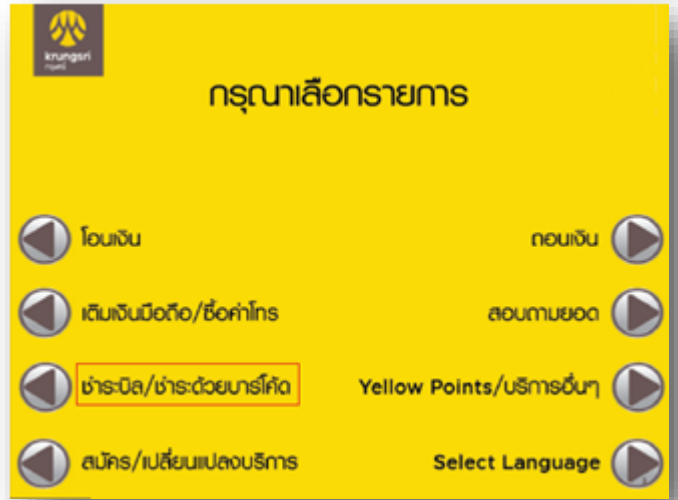 krungsri
กรุงศรี
กรุณาเลือกรายการ
โอนเงิน
ถอนเงิน
เติมเงินมือถือ/ซื้อค่าโทร
สอบถามยอด
ชำระบิล/ชำระด้วยบาร์โค้ด
Yellow Points/บริการอื่นๆ
สมัคร/เปลี่ยนแปลงบริการ
Select Language